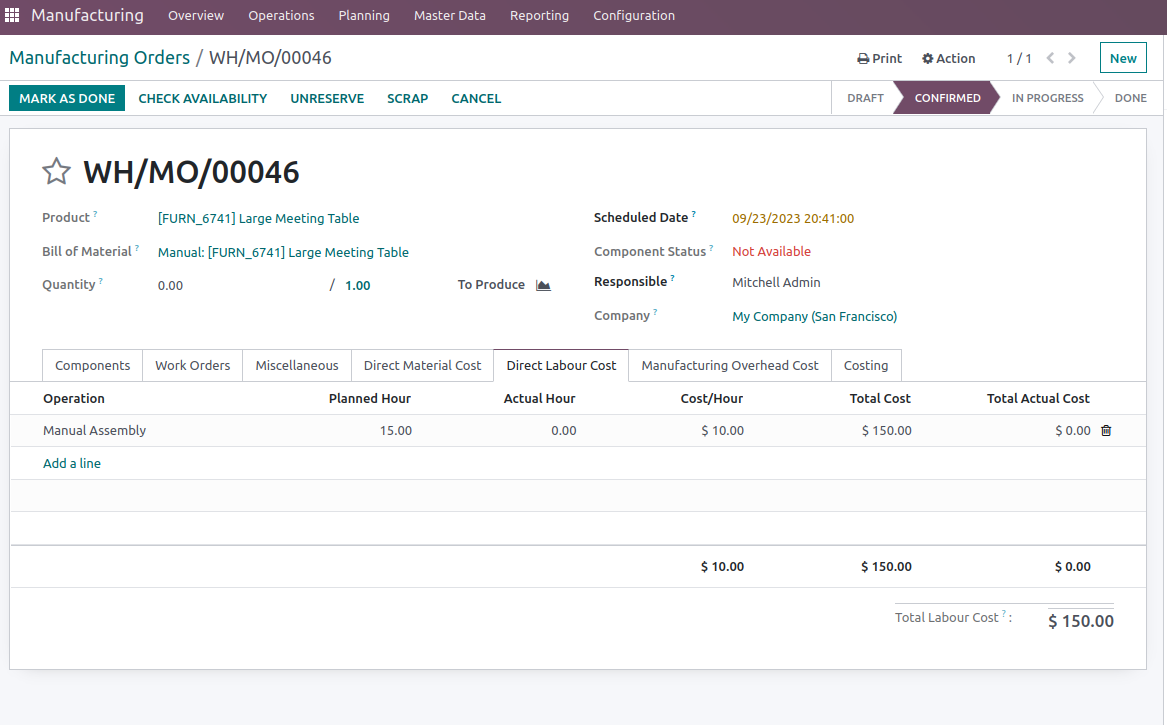 Manufacturing Overview Operations Planning Master Data Reporting Configuration
Manufacturing Orders / WH/MO/00046 Print Action 1 / 1 New
MARK AS DONE CHECK AVAILABILITY UNRESERVE SCRAP CANCEL DRAFT CONFIRMED IN PROGRESS DONE
WH/MO/00046
Product ? [FURN_6741] Large Meeting Table Scheduled Date ? 09/23/2023 20:41:00
Bill of Material ? Manual: [FURN_6741] Large Meeting Table Component Status ? Not Available
Quantity ? 0.00 / 1.00 To Produce Responsible ? Mitchell Admin
Company ? My Company (San Francisco)
Components Work Orders Miscellaneous Direct Material Cost Direct Labour Cost Manufacturing Overhead Cost Costing
Operation Planned Hour Actual Hour Cost/Hour Total Cost Total Actual Cost
Manual Assembly 15.00 0.00 $ 10.00 $ 150.00 $ 0.00
Add a line
$ 10.00 $ 150.00 $ 0.00
Total Labour Cost ? : $ 150.00